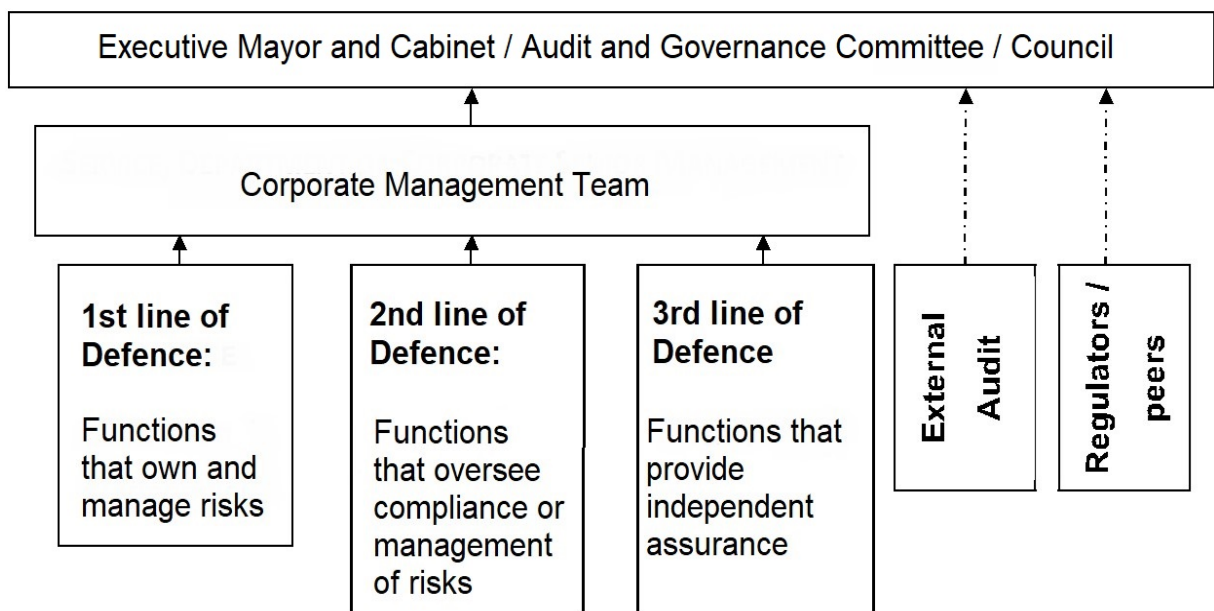 Executive Mayor and Cabinet / Audit and Governance Committee / Council
Corporate Management Team
1st line of
Defence:
Functions
that own and
manage risks
2nd line of
Defence:
Functions
that oversee
compliance or
management
of risks
3rd line of
Defence
Functions that
provide
independent
assurance
External
Audit
Regulators /
peers